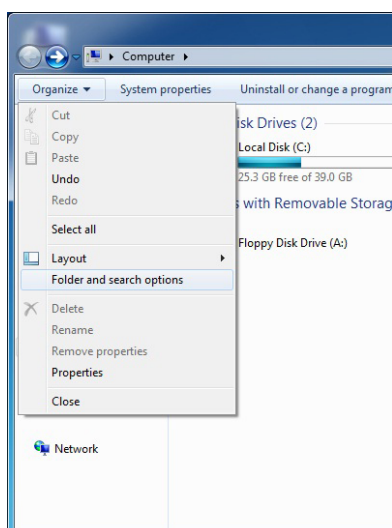 Computer
Organize
System properties
Uninstall or change a program
Cut
Copy
Paste
Undo
Redo
Select all
Layout
Folder and search options
Delete
Rename
Remove properties
Properties
Close
isk Drives (2)
Local Disk (C:)
25.3 GB free of 39.0 GB
s with Removable Storag
Floppy Disk Drive (A:)
Network